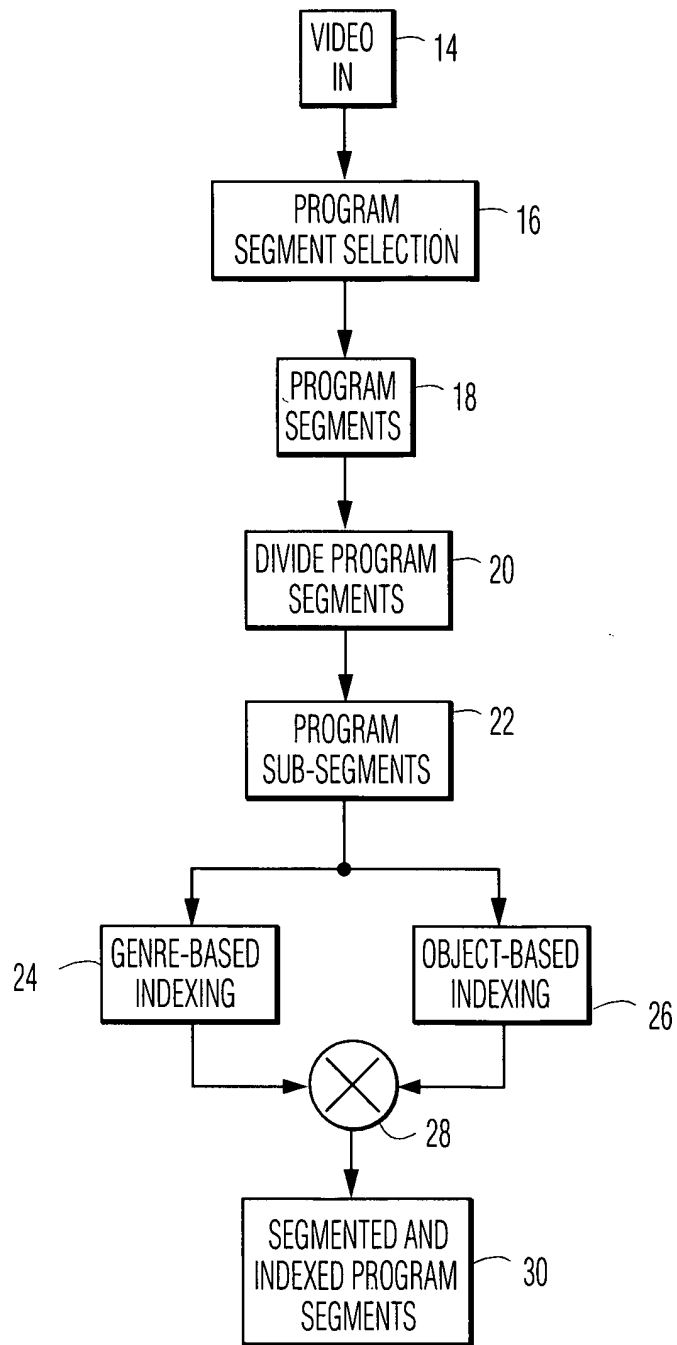 VIDEO
IN
14
PROGRAM
SEGMENT SELECTION
16
PROGRAM
SEGMENTS
18
DIVIDE PROGRAM
SEGMENTS
20
PROGRAM
SUB-SEGMENTS
22
24
GENRE-BASED
INDEXING
OBJECT-BASED
INDEXING
26
28
SEGMENTED AND
INDEXED PROGRAM
SEGMENTS
30